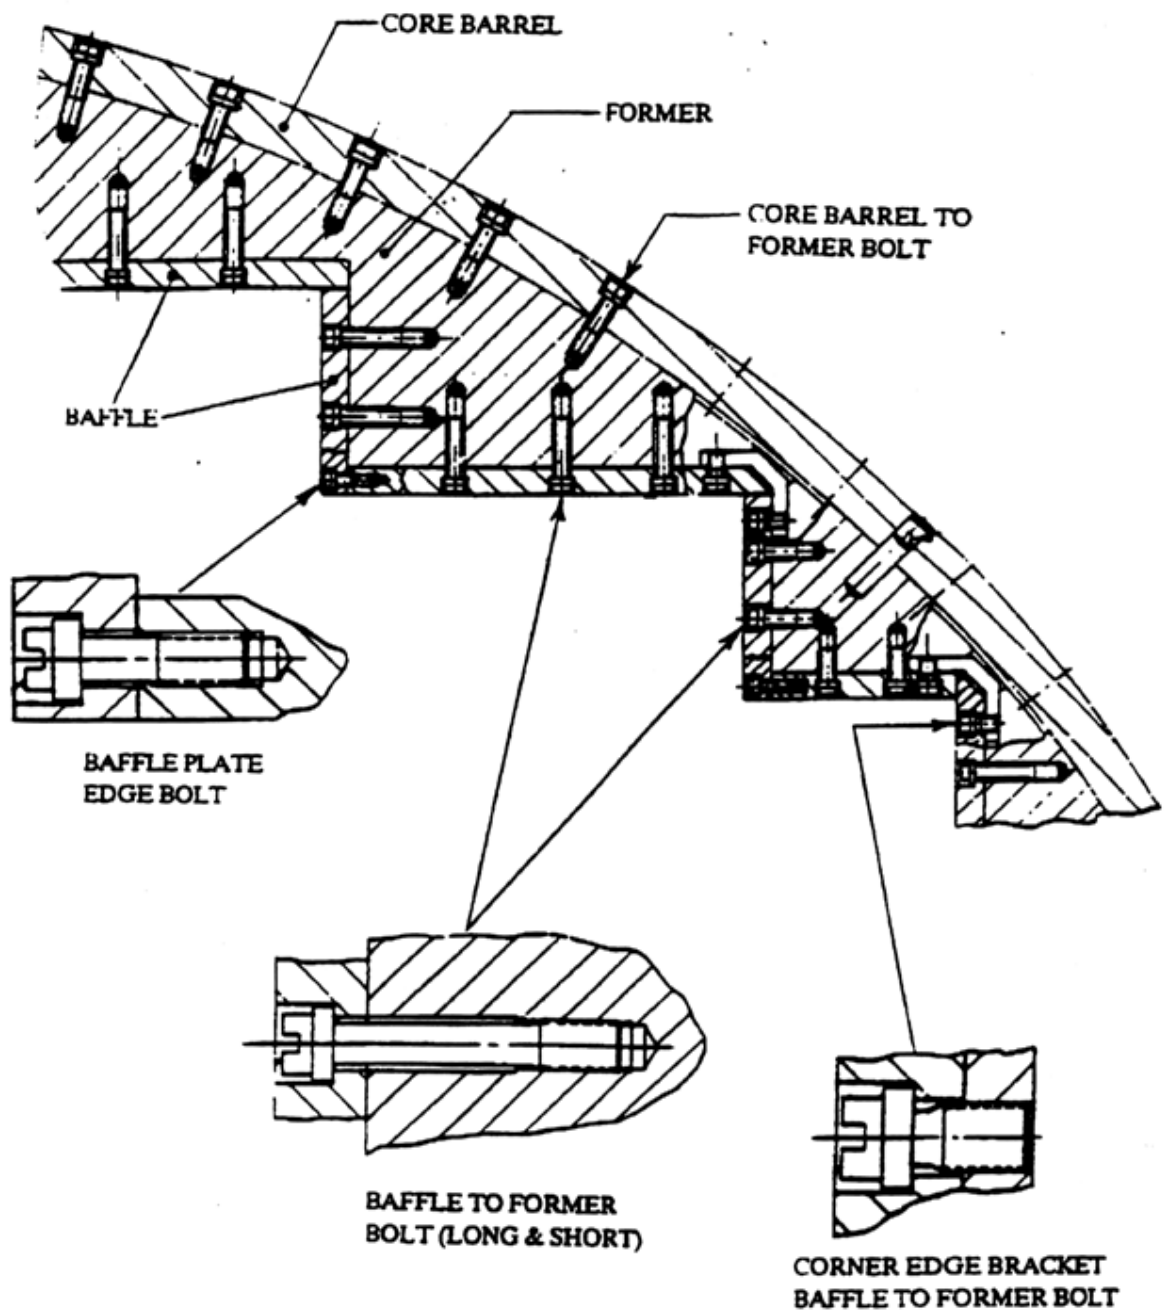 CORE BARREL
FORMER
CORE BARREL TO
FORMER BOLT
BAFFLE
BAFFLE PLATE
EDGE BOLT
BAFFLE TO FORMER
BOLT (LONG & SHORT)
CORNER EDGE BRACKET
BAFFLE TO FORMER BOLT